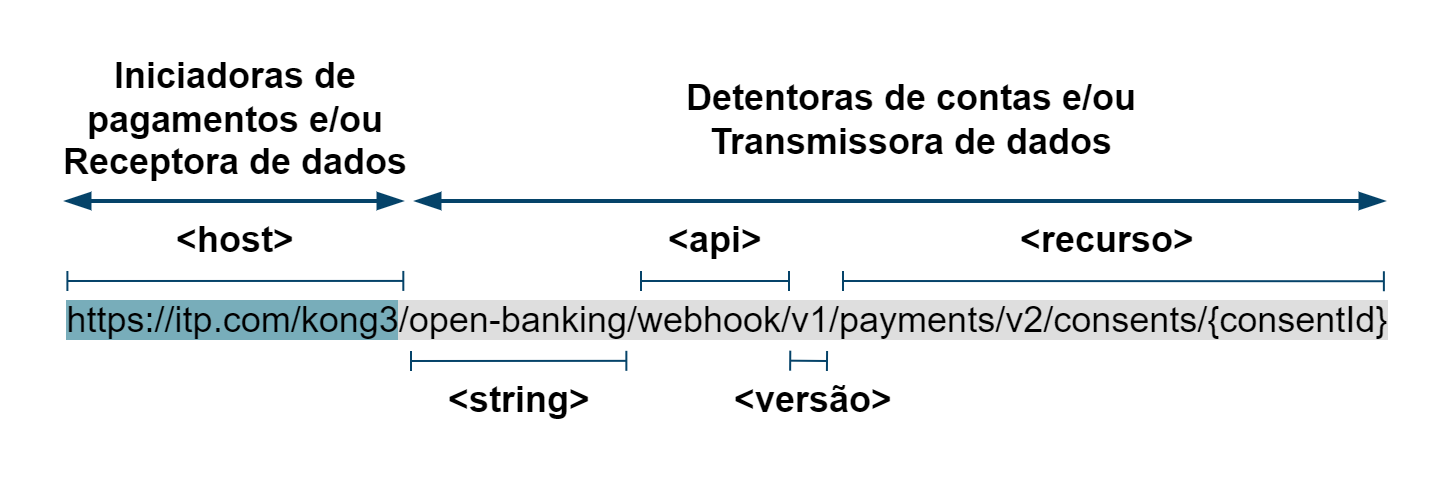 Iniciadoras de
pagamentos e/ou
Receptora de dados
Detentoras de contas e/ou
Transmissora de dados
<host>
<api>
<recurso>
https://itp.com/kong3/open-banking/webhook/v1/payments/v2/consents/{consentId}
<string>
<versão>